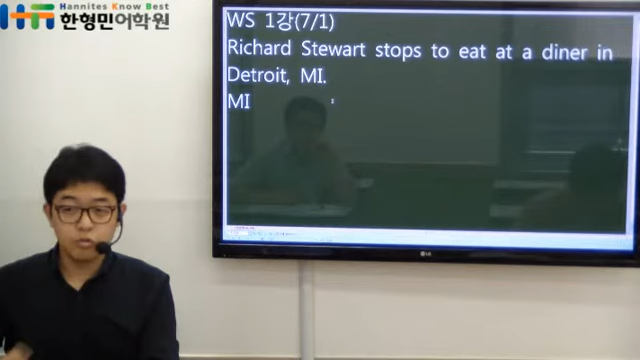 Hannites Know Best
한형민어학원
WS 1강(7/1)
Richard Stewart stops to eat at a diner in
Detroit, MI.
MI
LG